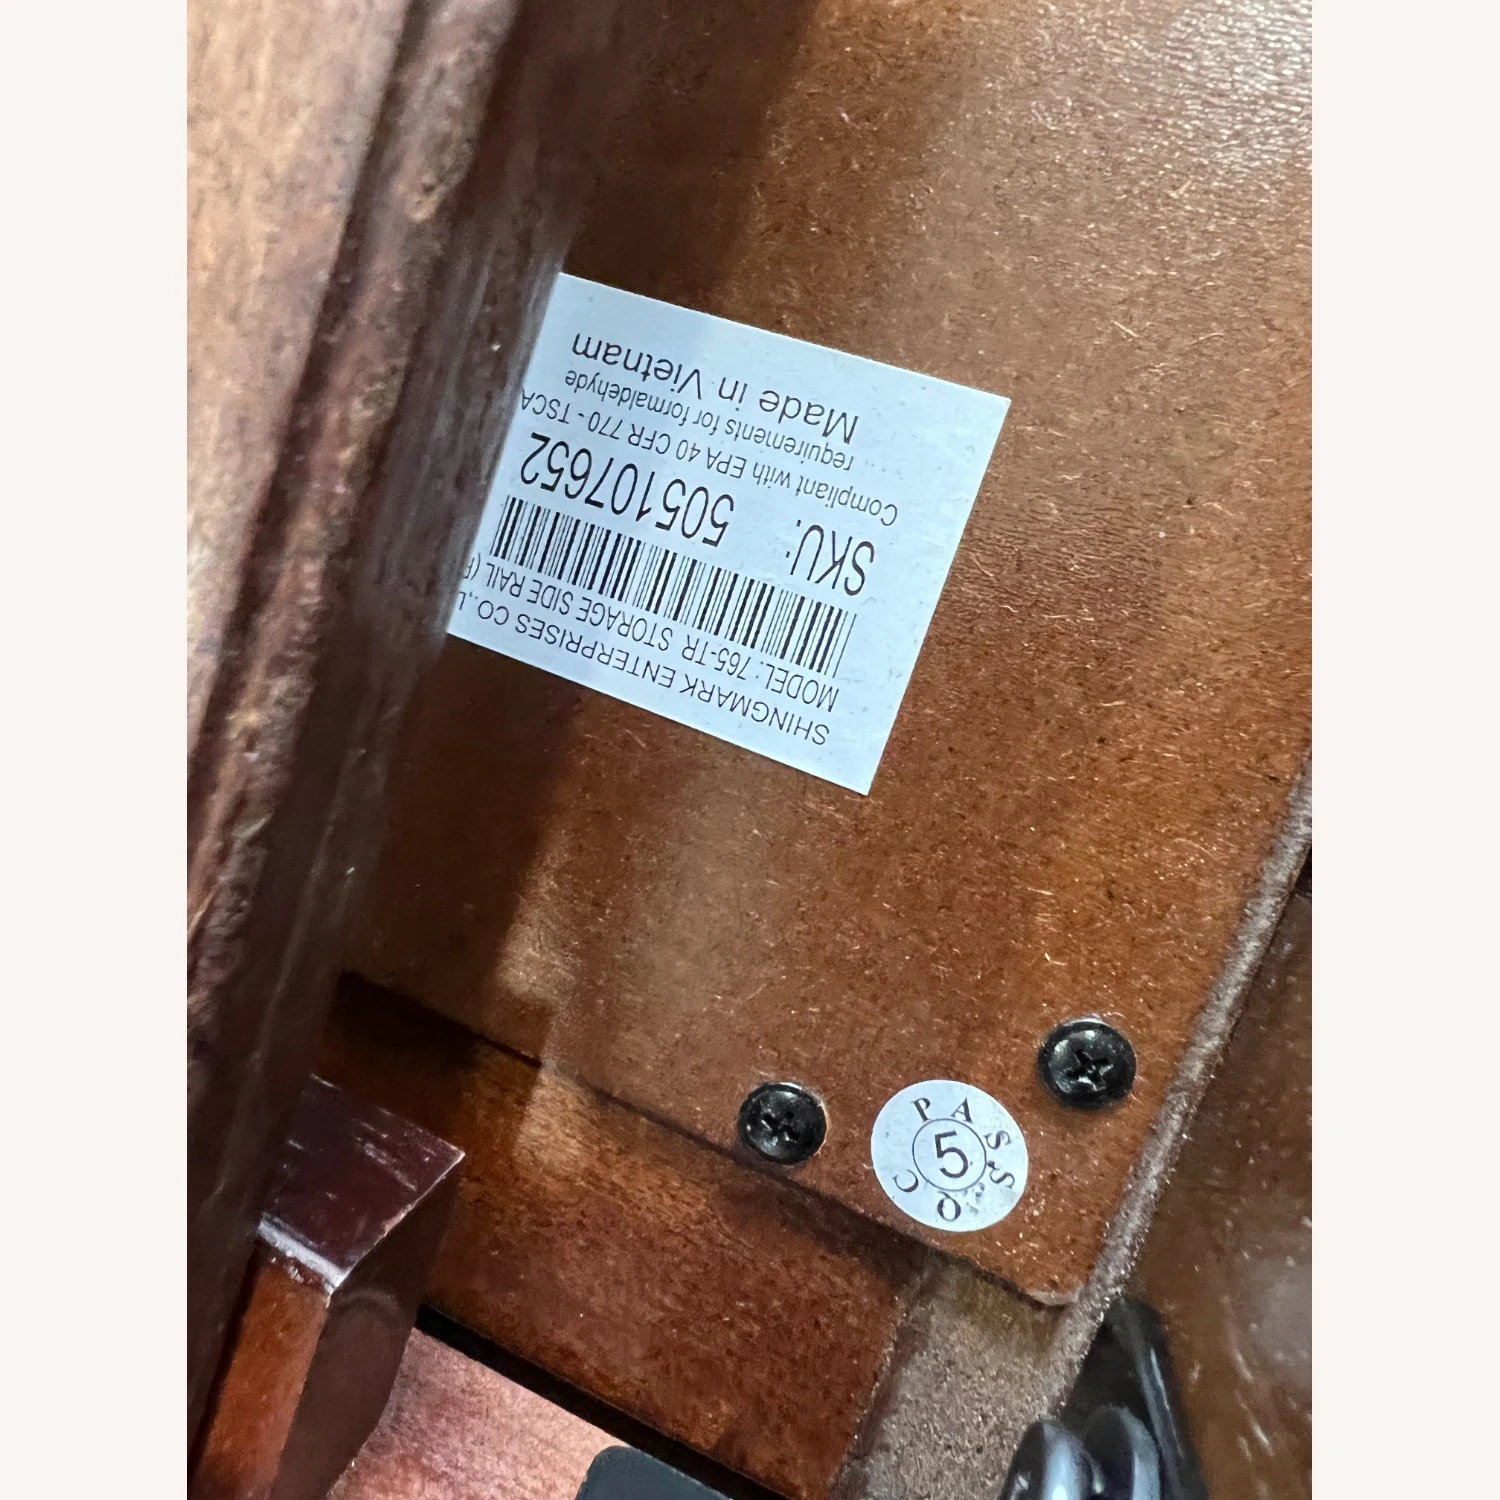 SHINGMARK ENTERPRISES CO.,L
MODEL: 765-TR STORAGE SIDE RAIL (
SKU: 505107652
Compliant with EPA 40 CFR 770 - TSCA
requirements for formaldehyde
Made in Vietnam
PASS
5
QC